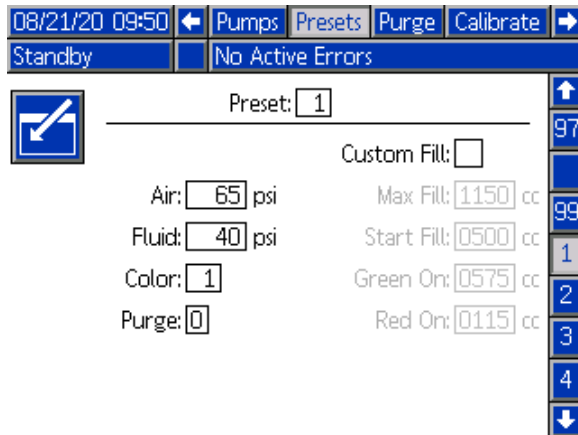 08/21/20 09:50 Pumps Presets Purge Calibrate
Standby No Active Errors
Preset: 1
Custom Fill:
Air: 65 psi Max Fill: 1150 cc
Fluid: 40 psi Start Fill: 0500 cc
Color: 1 Green On: 0575 cc
Purge: 0 Red On: 0115 cc
97
99
1
2
3
4